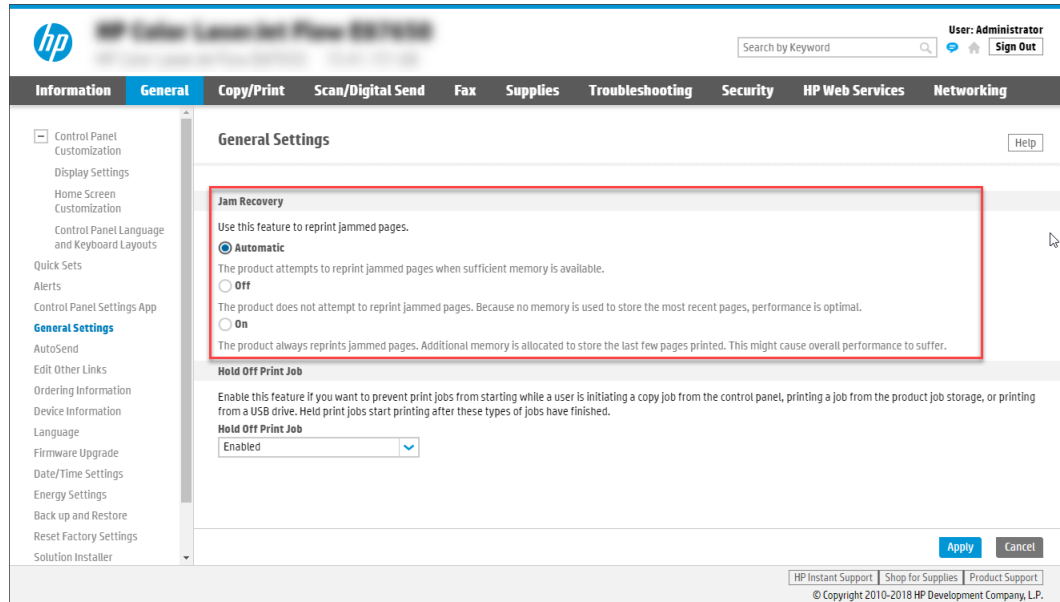 hp
User: Administrator
Search by Keyword
Sign Out
Information General Copy/Print Scan/Digital Send Fax Supplies Troubleshooting Security HP Web Services Networking
Control Panel
Customization
Display Settings
Home Screen
Customization
Control Panel Language
and Keyboard Layouts
Quick Sets
Alerts
Control Panel Settings App
General Settings
AutoSend
Edit Other Links
Ordering Information
Device Information
Language
Firmware Upgrade
Date/Time Settings
Energy Settings
Back up and Restore
Reset Factory Settings
Solution Installer
General Settings
Help
Jam Recovery
Use this feature to reprint jammed pages.
Automatic
The product attempts to reprint jammed pages when sufficient memory is available.
Off
The product does not attempt to reprint jammed pages. Because no memory is used to store the most recent pages, performance is optimal.
On
The product always reprints jammed pages. Additional memory is allocated to store the last few pages printed. This might cause overall performance to suffer.
Hold Off Print Job
Enable this feature if you want to prevent print jobs from starting while a user is initiating a copy job from the control panel, printing a job from the product job storage, or printing
from a USB drive. Held print jobs start printing after these types of jobs have finished.
Hold Off Print Job
Enabled
Apply Cancel
HP Instant Support Shop for Supplies Product Support
© Copyright 2010-2018 HP Development Company, L.P.